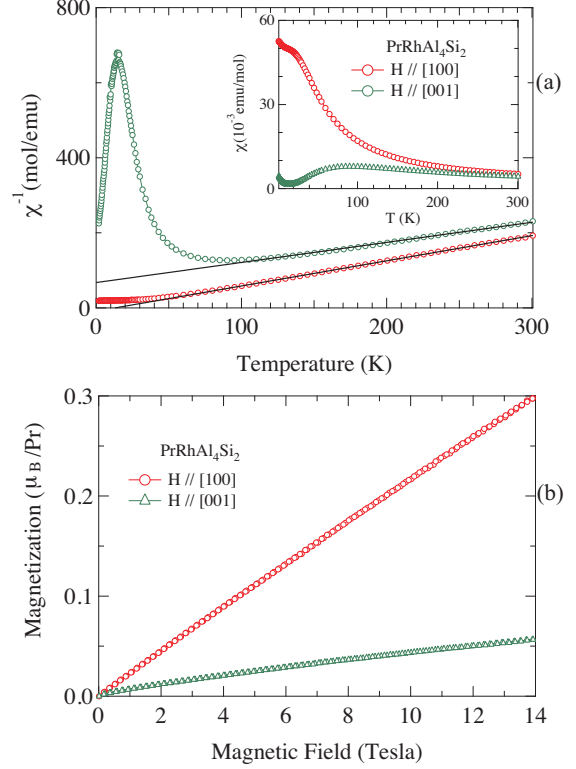 800
400
0
χ⁻¹ (mol/emu)
0
100
200
300
Temperature (K)
(a)
60
30
0
χ(10⁻³ emu/mol)
PrRhAl₄Si₂
H // [100]
H // [001]
0
100
200
300
T (K)
0.3
0.2
0.1
0.0
Magnetization (μ_B/Pr)
PrRhAl₄Si₂
H // [100]
H // [001]
(b)
0
2
4
6
8
10
12
14
Magnetic Field (Tesla)